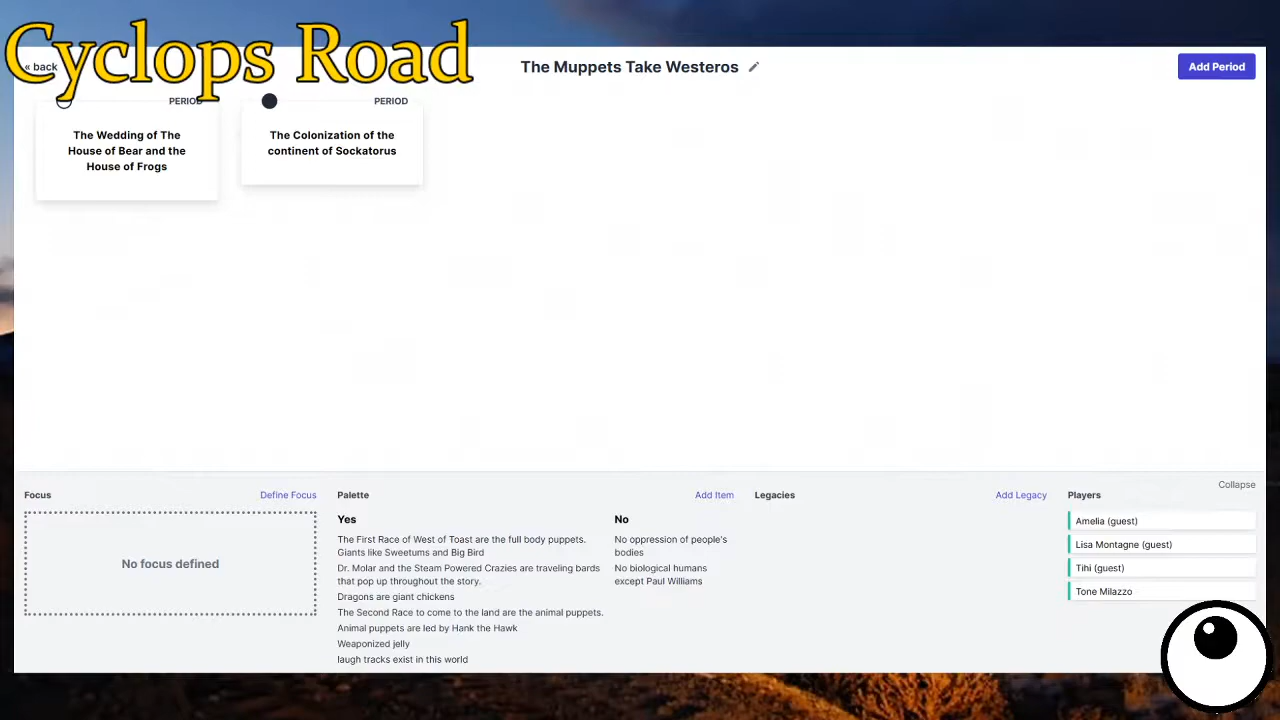 Cyclops Road
« back
The Muppets Take Westeros
Add Period
PERIOD
The Wedding of The
House of Bear and the
House of Frogs
PERIOD
The Colonization of the
continent of Sockatorus
Collapse
Focus
Define Focus
No focus defined
Palette
Add Item
Yes
The First Race of West of Toast are the full body puppets.
Giants like Sweetums and Big Bird
Dr. Molar and the Steam Powered Crazies are traveling bards
that pop up throughout the story.
Dragons are giant chickens
The Second Race to come to the land are the animal puppets.
Animal puppets are led by Hank the Hawk
Weaponized jelly
laugh tracks exist in this world
No
No oppression of people's
bodies
No biological humans
except Paul Williams
Legacies
Add Legacy
Players
Amelia (guest)
Lisa Montagne (guest)
Tihi (guest)
Tone Milazzo